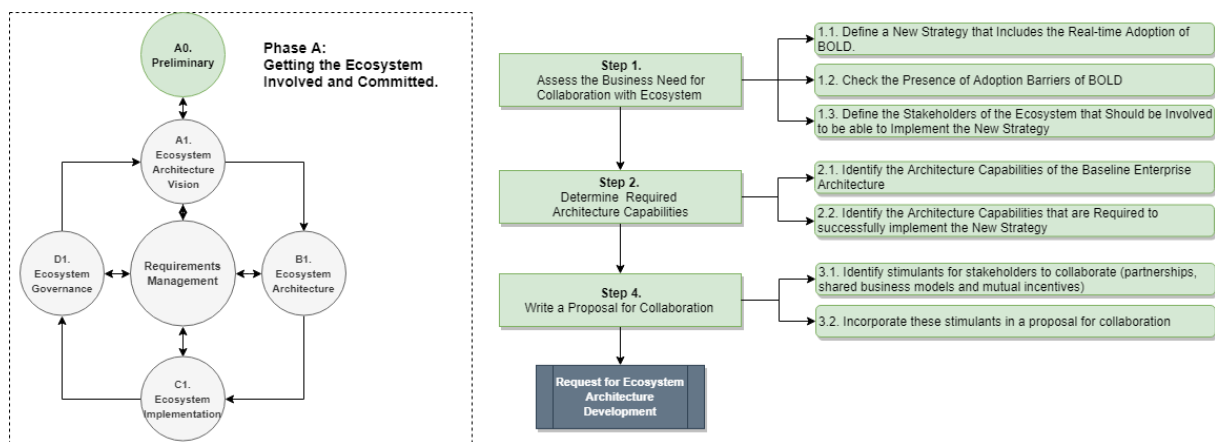 A0.
Preliminary
Phase A:
Getting the Ecosystem
Involved and Committed.
A1.
Ecosystem
Architecture
Vision
D1.
Ecosystem
Governance
Requirements
Management
B1.
Ecosystem
Architecture
C1.
Ecosystem
Implementation
Step 1.
Assess the Business Need for
Collaboration with Ecosystem
1.1. Define a New Strategy that Includes the Real-time Adoption of
BOLD.
1.2. Check the Presence of Adoption Barriers of BOLD
1.3. Define the Stakeholders of the Ecosystem that Should be Involved
to be able to Implement the New Strategy
Step 2.
Determine Required
Architecture Capabilities
2.1. Identify the Architecture Capabilities of the Baseline Enterprise
Architecture
2.2. Identify the Architecture Capabilities that are Required to
successfully implement the New Strategy
Step 4.
Write a Proposal for Collaboration
3.1. Identify stimulants for stakeholders to collaborate (partnerships,
shared business models and mutual incentives)
3.2. Incorporate these stimulants in a proposal for collaboration
Request for Ecosystem
Architecture
Development